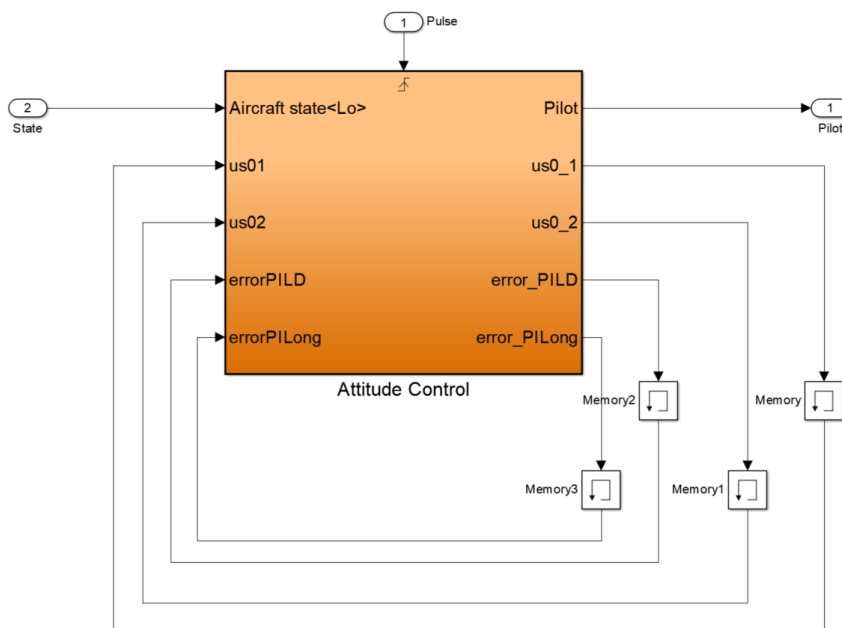 1
Pulse
2
State
Aircraft state<Lo>
Pilot
1
Pilot
us01
us0_1
us02
us0_2
errorPILD
error_PILD
errorPILong
error_PILong
Attitude Control
Memory2
Memory
Memory3
Memory1